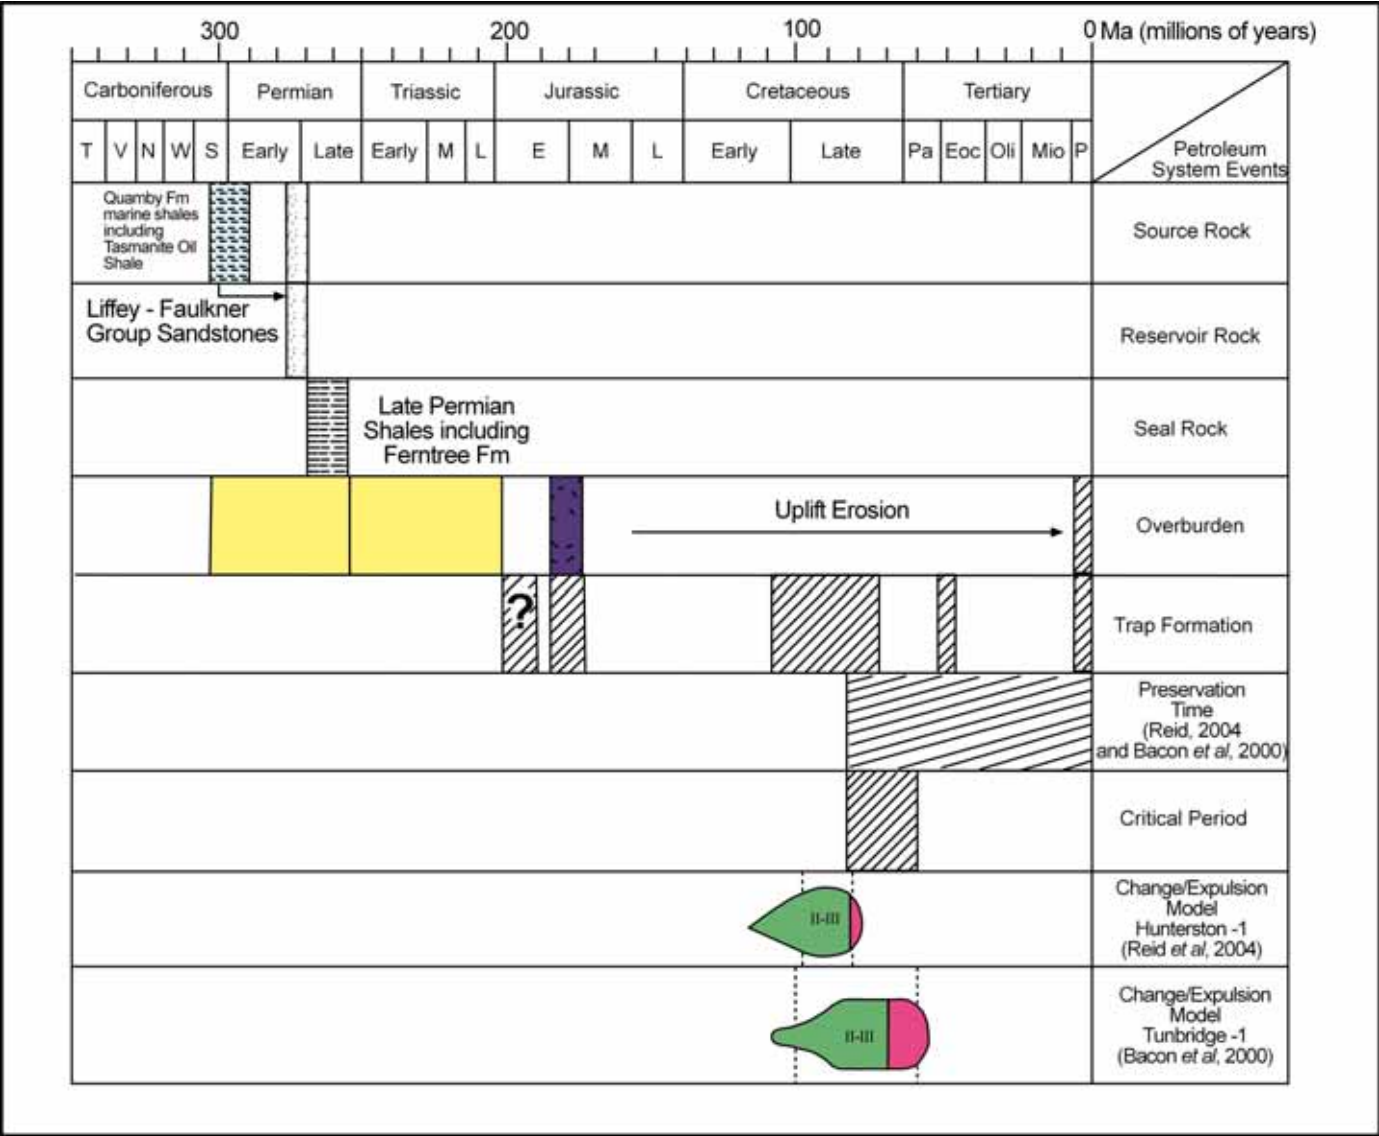 300 200 100 0 Ma (millions of years)
Carboniferous Permian Triassic Jurassic Cretaceous Tertiary
T V N W S Early Late Early M L E M L Early Late Pa Eoc Oli Mio P
Petroleum
System Events
Quamby Fm
marine shales
including
Tasmanite Oil
Shale
Source Rock
Liffey - Faulkner
Group Sandstones
Reservoir Rock
Late Permian
Shales including
Ferntree Fm
Seal Rock
Uplift Erosion
Overburden
?
Trap Formation
Preservation
Time
(Reid, 2004
and Bacon et al, 2000)
Critical Period
II-III
Change/Expulsion
Model
Hunterston -1
(Reid et al, 2004)
II-III
Change/Expulsion
Model
Tunbridge -1
(Bacon et al, 2000)